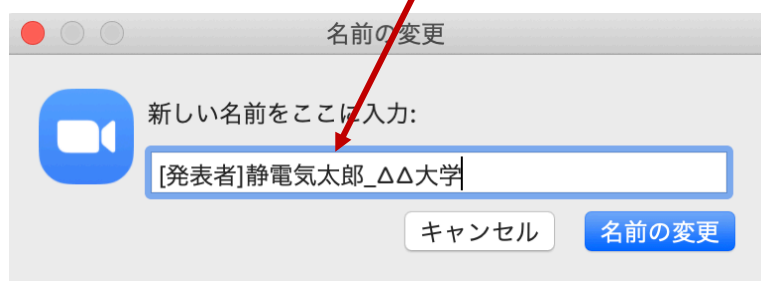 名前の変更
新しい名前をここに入力:
[発表者]静電気太郎_ΔΔ大学
キャンセル
名前の変更